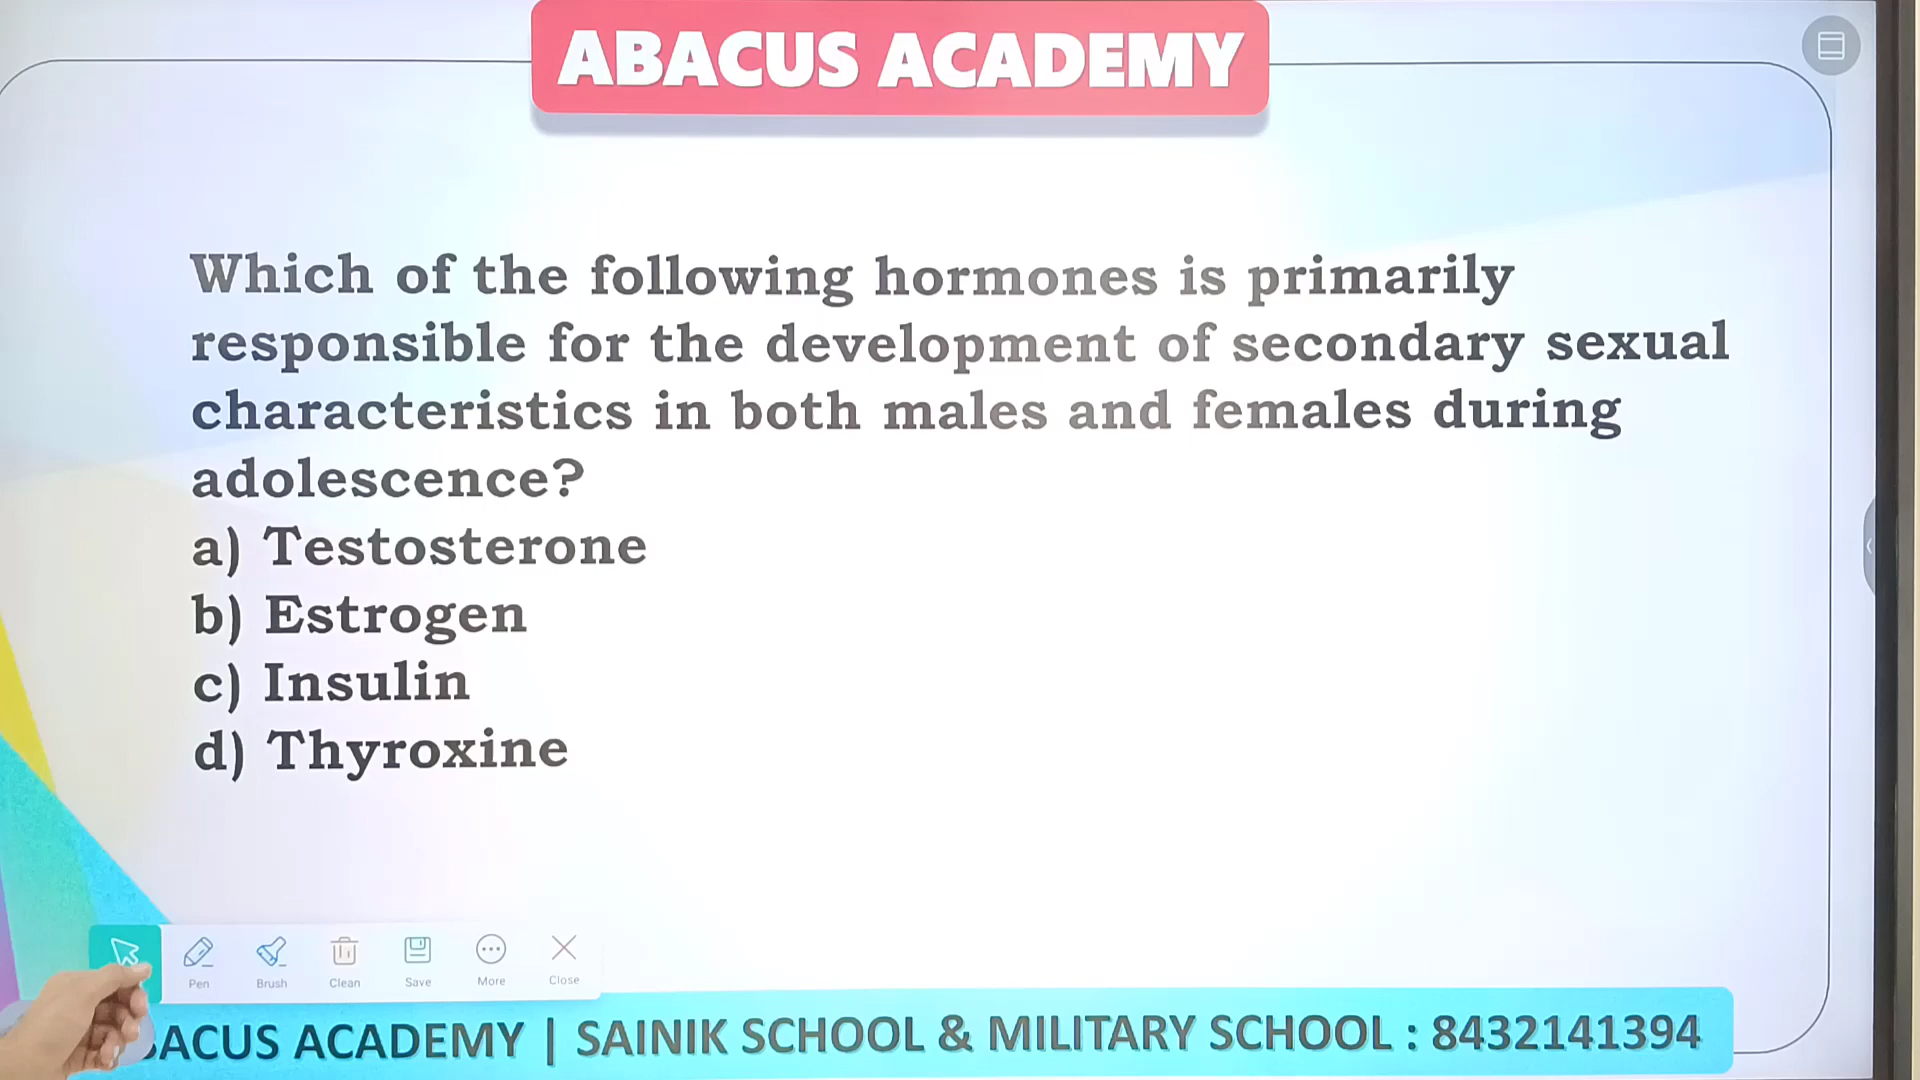 ABACUS ACADEMY
Which of the following hormones is primarily
responsible for the development of secondary sexual
characteristics in both males and females during
adolescence?
a) Testosterone
b) Estrogen
c) Insulin
d) Thyroxine
Pen Brush Clean Save More Close
ACUS ACADEMY | SAINIK SCHOOL & MILITARY SCHOOL : 8432141394